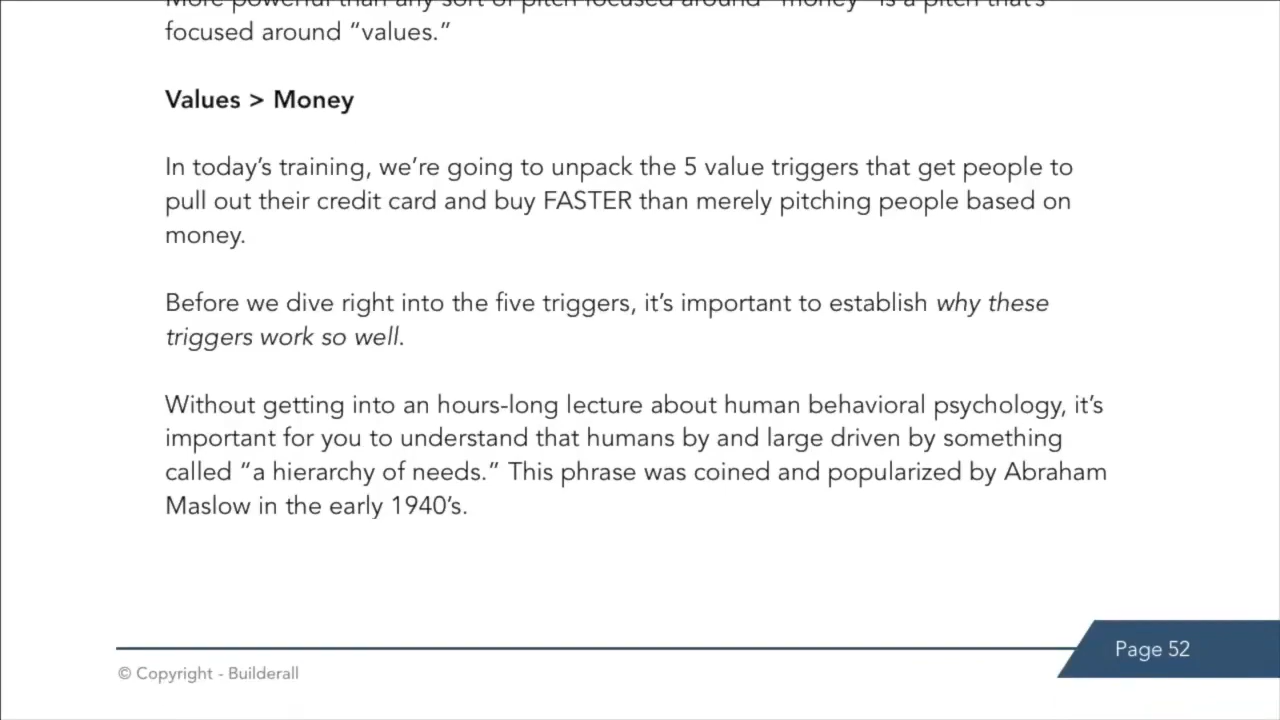 More powerful than any sort of pitch focused around "money" is a pitch that's
focused around “values.”
Values > Money
In today’s training, we’re going to unpack the 5 value triggers that get people to
pull out their credit card and buy FASTER than merely pitching people based on
money.
Before we dive right into the five triggers, it’s important to establish why these
triggers work so well.
Without getting into an hours-long lecture about human behavioral psychology, it’s
important for you to understand that humans by and large driven by something
called “a hierarchy of needs.” This phrase was coined and popularized by Abraham
Maslow in the early 1940’s.
Page 52
© Copyright - Builderall